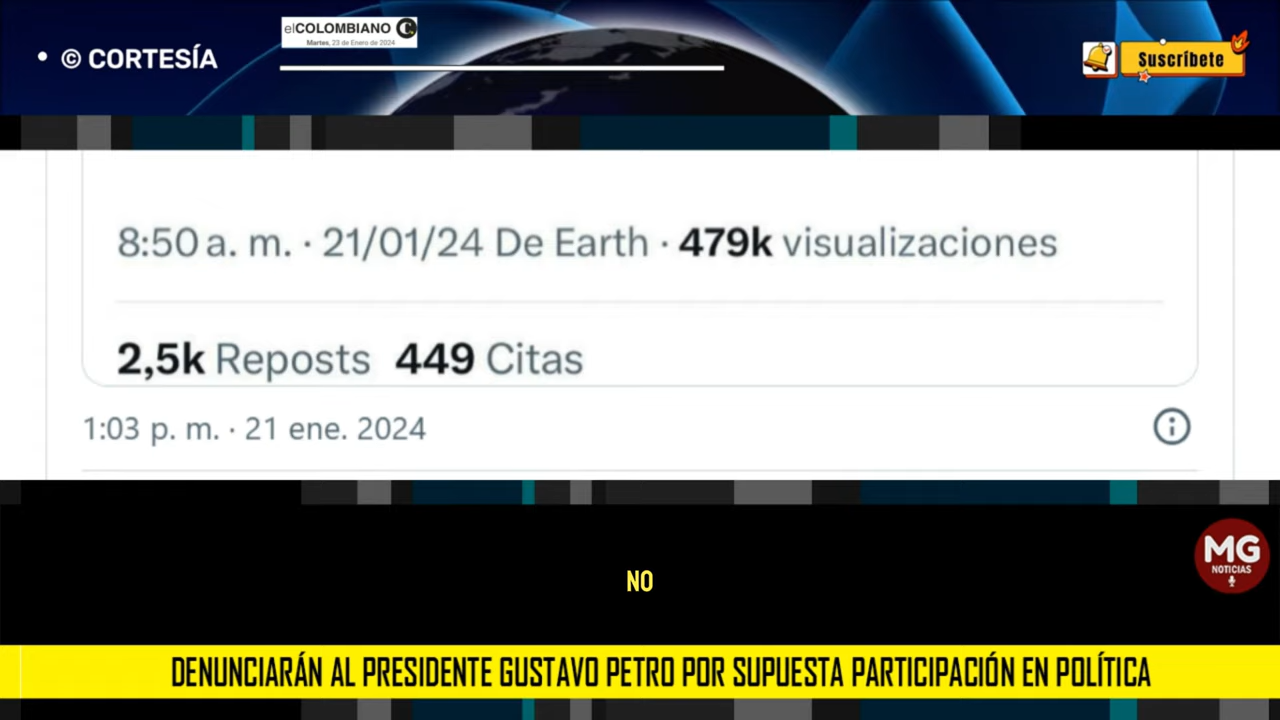 elCOLOMBIANO
Martes, 23 de Enero de 2024
• © CORTESÍA
Suscríbete
8:50 a. m. · 21/01/24 De Earth · 479k visualizaciones
2,5k Reposts 449 Citas
1:03 p. m. · 21 ene. 2024
MG
NOTICIAS
NO
DENUNCIARÁN AL PRESIDENTE GUSTAVO PETRO POR SUPUESTA PARTICIPACIÓN EN POLÍTICA